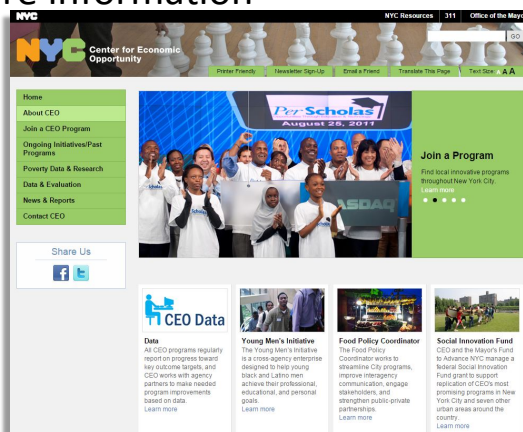 re information
NYC
NYC Resources 311 Office of the Mayo
NYC Center for Economic
Opportunity
GO
Printer Friendly Newsletter Sign-Up Email a Friend Translate This Page Text Size: A A A
Home
About CEO
Join a CEO Program
Ongoing Initiatives/Past
Programs
Poverty Data & Research
Data & Evaluation
News & Reports
Contact CEO
Share Us
Per Scholas
August 25, 2011
NASDAQ
Join a Program
Find local innovative programs
throughout New York City.
Learn more
CEO Data
Data
All CEO programs regularly
report on progress toward
key outcome targets, and
CEO works with agency
partners to make needed
program improvements
based on data.
Learn more
Young Men's Initiative
The Young Men's Initiative
is a cross-agency enterprise
designed to help young
black and Latino men
achieve their professional,
educational, and personal
goals.
Learn more
Food Policy Coordinator
The Food Policy
Coordinator works to
streamline City programs,
improve interagency
communication, engage
stakeholders, and
strengthen public-private
partnerships.
Learn more
Social Innovation Fund
CEO and the Mayor's Fund
to Advance NYC manage a
federal Social Innovation
Fund grant to support
replication of CEO's most
promising programs in New
York City and seven other
urban areas around the
country.
Learn more